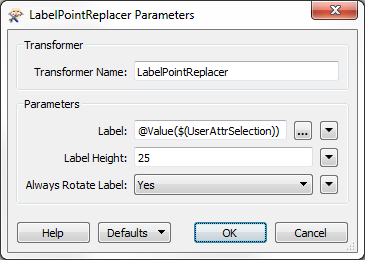 LabelPointReplacer Parameters
Transformer
Transformer Name: LabelPointReplacer
Parameters
Label: @Value($(UserAttrSelection)) ...
Label Height: 25
Always Rotate Label: Yes
Help Defaults OK Cancel